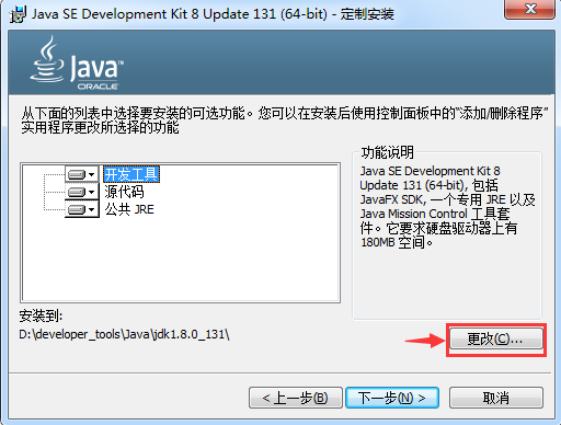 Java SE Development Kit 8 Update 131 (64-bit) - 定制安装
Java™
ORACLE
从下面的列表中选择要安装的可选功能。您可以在安装后使用控制面板中的"添加/删除程序"
实用程序更改所选择的功能
开发工具
源代码
公共 JRE
功能说明
Java SE Development Kit 8
Update 131 (64-bit), 包括
JavaFX SDK, 一个专用 JRE 以及
Java Mission Control 工具套
件。它要求硬盘驱动器上有
180MB 空间。
安装到:
D:\developer_tools\Java\jdk1.8.0_131\
更改(C)...
< 上一步(B)
下一步(N) >
取消